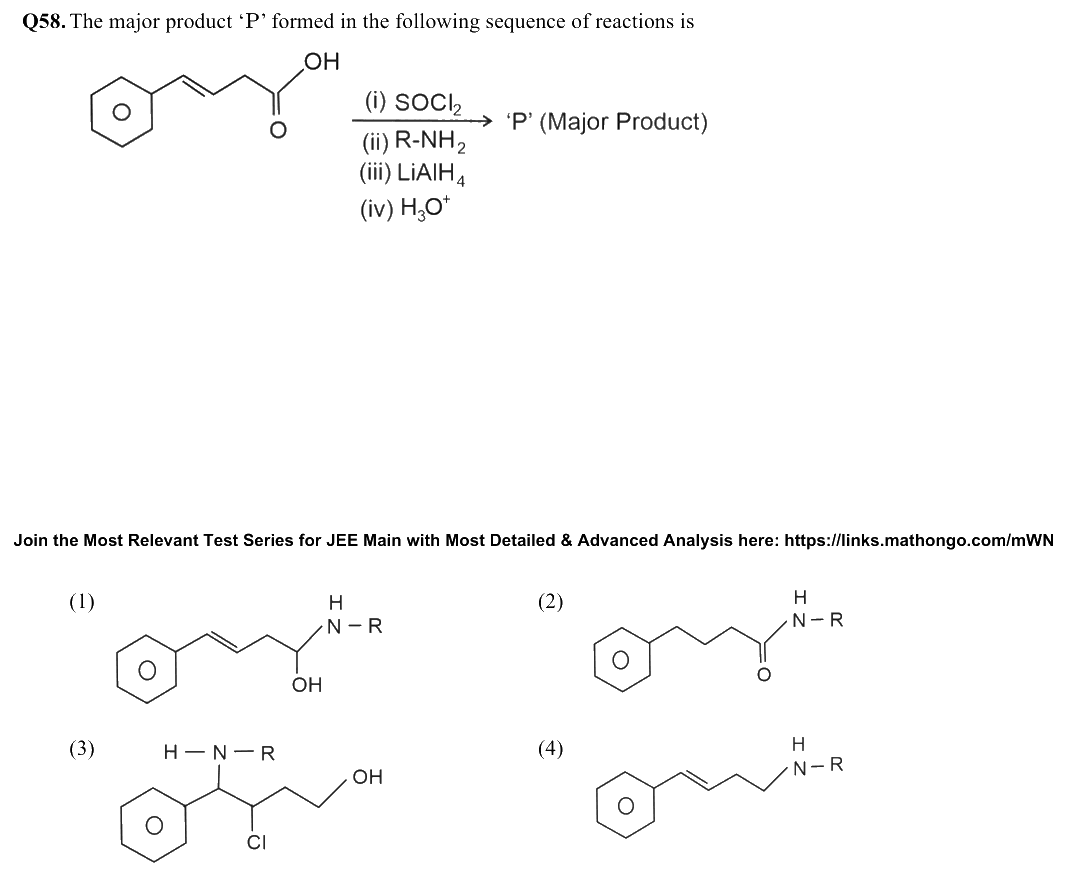 Q58. The major product ‘P’ formed in the following sequence of reactions is
OH
O
O
(i) SOCl₂
(ii) R-NH₂
(iii) LiAlH₄
(iv) H₃O⁺
‘P’ (Major Product)
Join the Most Relevant Test Series for JEE Main with Most Detailed & Advanced Analysis here: https://links.mathongo.com/mWN
(1)
H
N – R
O
OH
(2)
H
N – R
O
O
(3)
H — N — R
OH
O
Cl
(4)
H
N – R
O